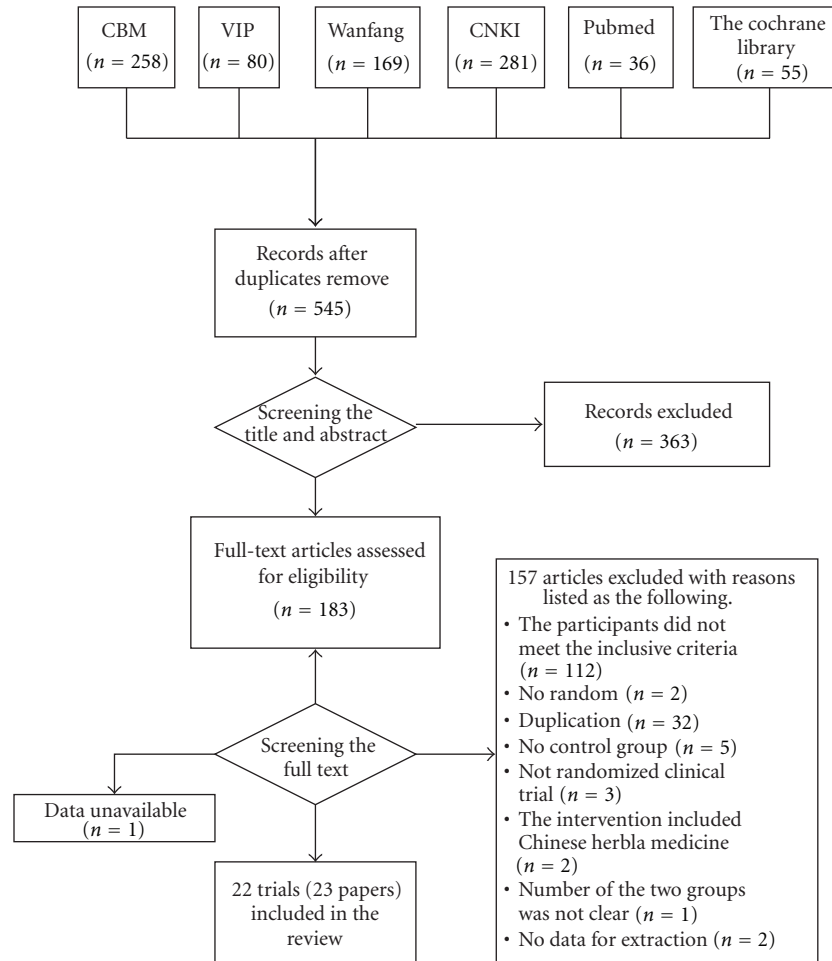 CBM
(n = 258)
VIP
(n = 80)
Wanfang
(n = 169)
CNKI
(n = 281)
Pubmed
(n = 36)
The cochrane
library
(n = 55)
Records after
duplicates remove
(n = 545)
Screening the
title and abstract
Records excluded
(n = 363)
Full-text articles assessed
for eligibility
(n = 183)
Screening the
full text
Data unavailable
(n = 1)
157 articles excluded with reasons
listed as the following.
• The participants did not
meet the inclusive criteria
(n = 112)
• No random (n = 2)
• Duplication (n = 32)
• No control group (n = 5)
• Not randomized clinical
trial (n = 3)
• The intervention included
Chinese herbla medicine
(n = 2)
• Number of the two groups
was not clear (n = 1)
• No data for extraction (n = 2)
22 trials (23 papers)
included in the
review